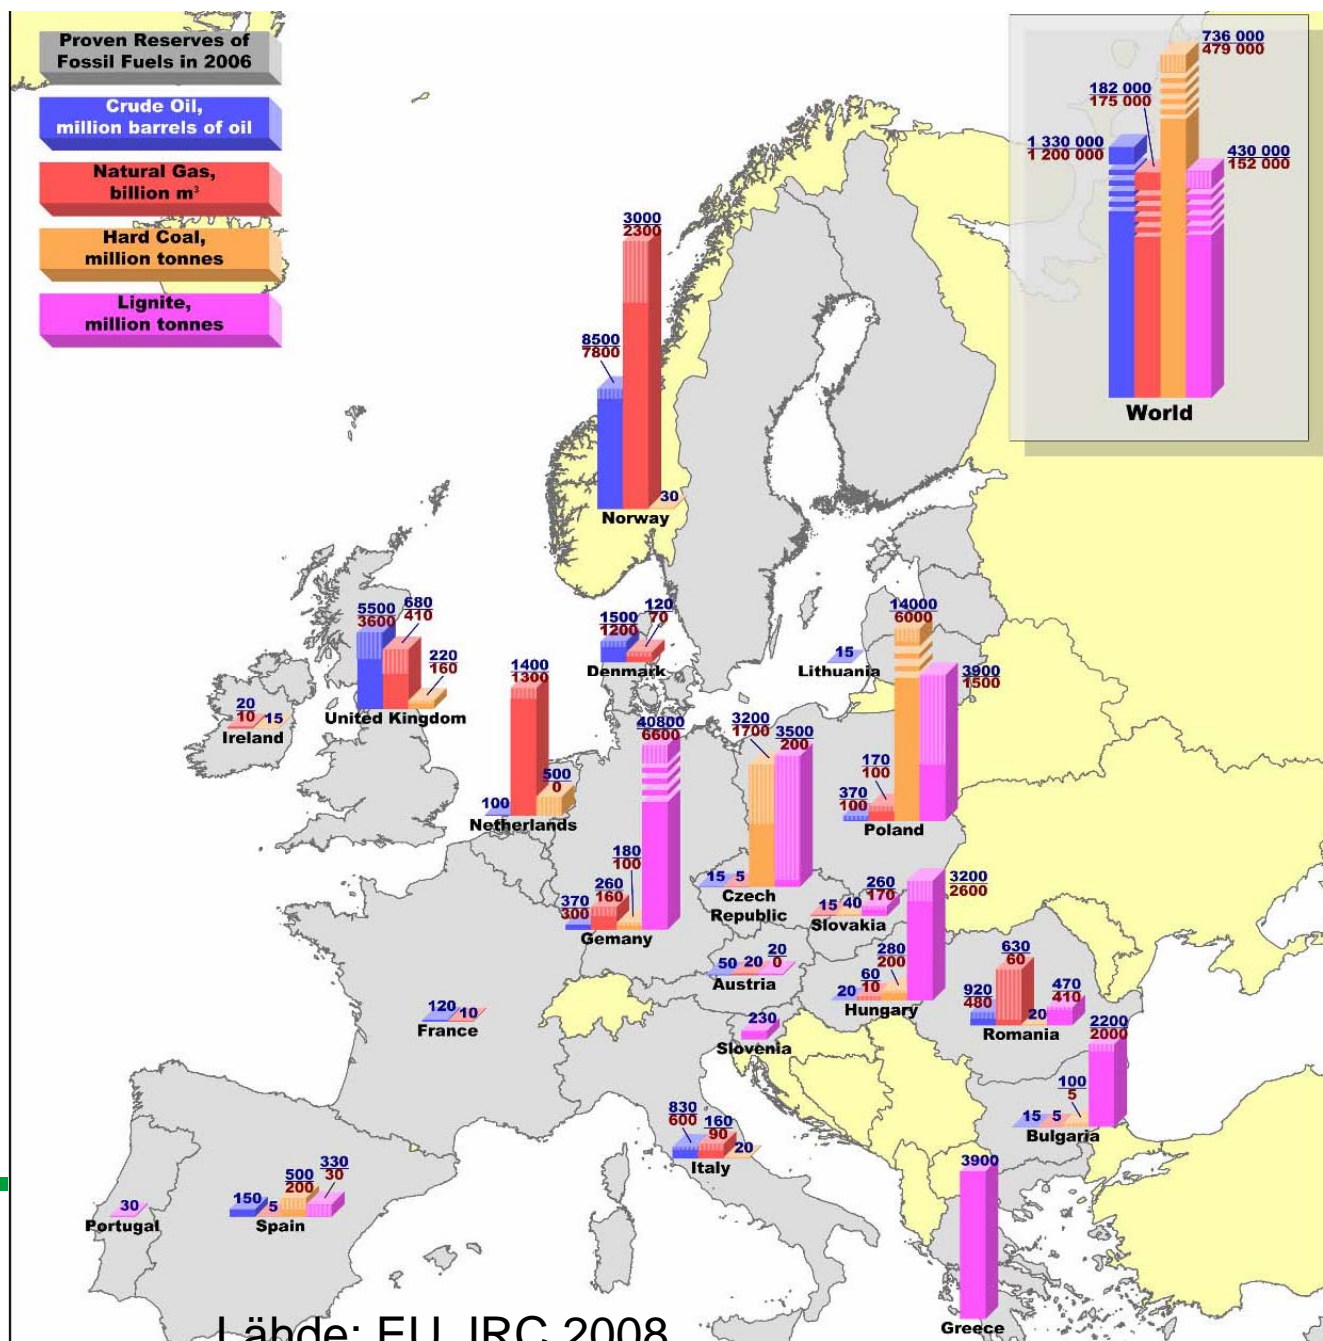 Proven Reserves of
Fossil Fuels in 2006
Crude Oil,
million barrels of oil
Natural Gas,
billion m³
Hard Coal,
million tonnes
Lignite,
million tonnes
736 000
479 000
182 000
175 000
1 330 000
1 200 000
430 000
152 000
World
3000
2300
8500
7800
30
Norway
5500
3600
680
410
220
160
United Kingdom
20
10
15
Ireland
1500
1200
120
70
Denmark
15
Lithuania
14000
6000
3900
1500
170
100
370
100
Poland
1400
1300
500
0
100
Netherlands
40800
6600
180
100
260
160
370
300
Gemany
3200
1700
3500
200
15 5
Czech
Republic
260
170
15 40
Slovakia
3200
2600
280
200
60
10
20
Hungary
20
0
50 20
Austria
630
60
920
480
470
410
20
Romania
120
10
France
230
Slovenia
2200
2000
100
5
15 5
Bulgaria
830
600
160
90
20
Italy
3900
Greece
30
Portugal
150
5
500
200
330
30
Spain
Lähde: EU, JRC 2008